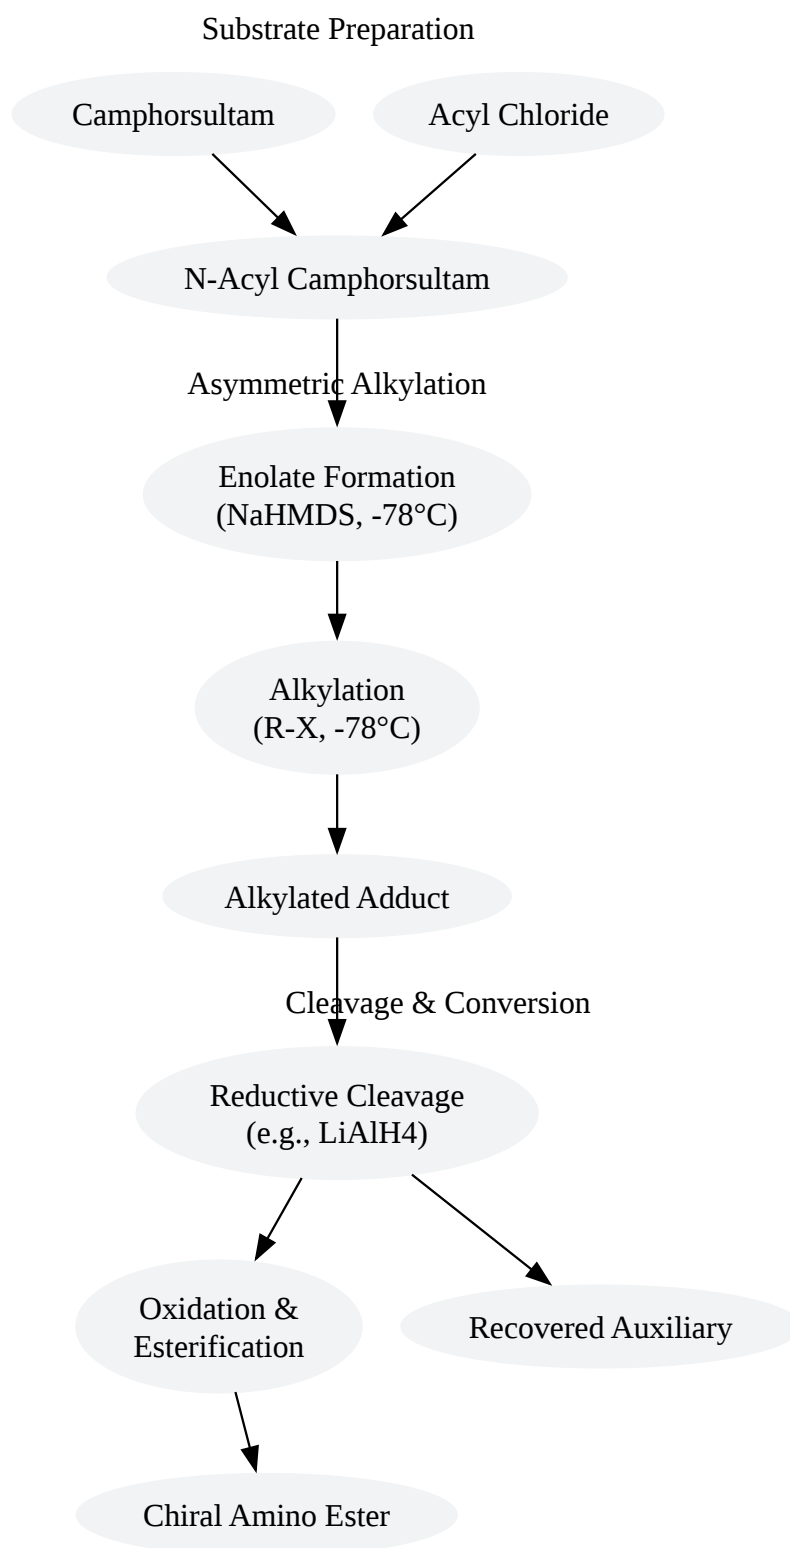 Substrate Preparation
Camphorsultam
Acyl Chloride
N-Acyl Camphorsultam
Asymmetric Alkylation
Enolate Formation
(NaHMDS, -78°C)
Alkylation
(R-X, -78°C)
Alkylated Adduct
Cleavage & Conversion
Reductive Cleavage
(e.g., LiAlH4)
Oxidation &
Esterification
Recovered Auxiliary
Chiral Amino Ester